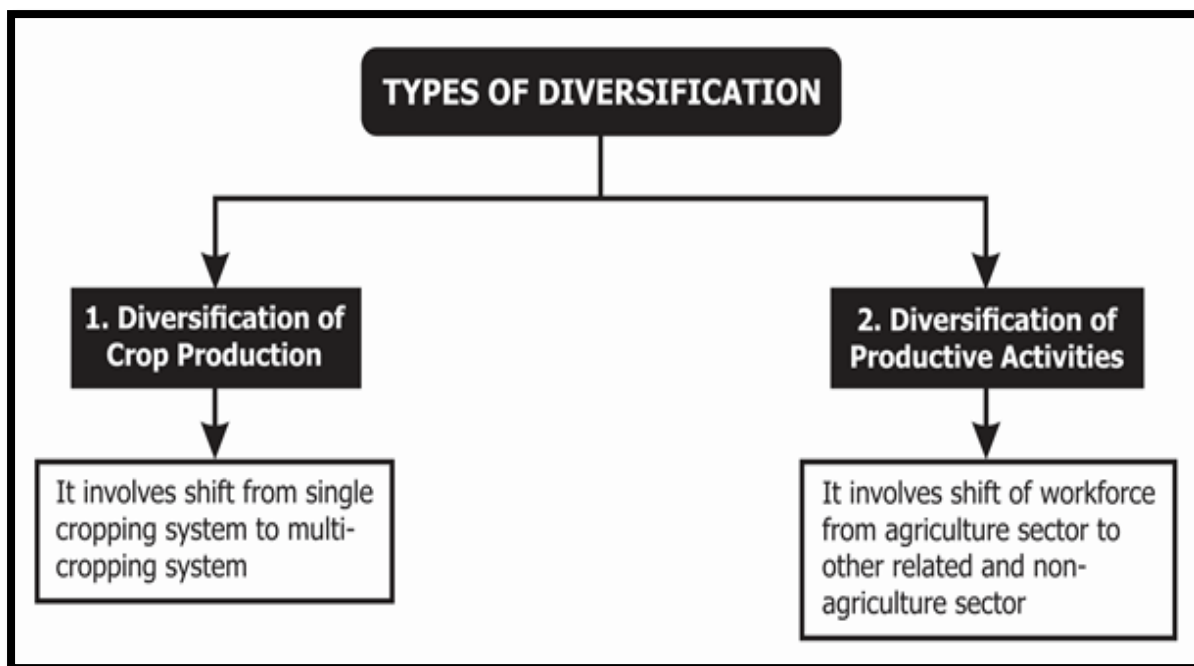 TYPES OF DIVERSIFICATION
1. Diversification of
Crop Production
It involves shift from single
cropping system to multi-
cropping system
2. Diversification of
Productive Activities
It involves shift of workforce
from agriculture sector to
other related and non-
agriculture sector